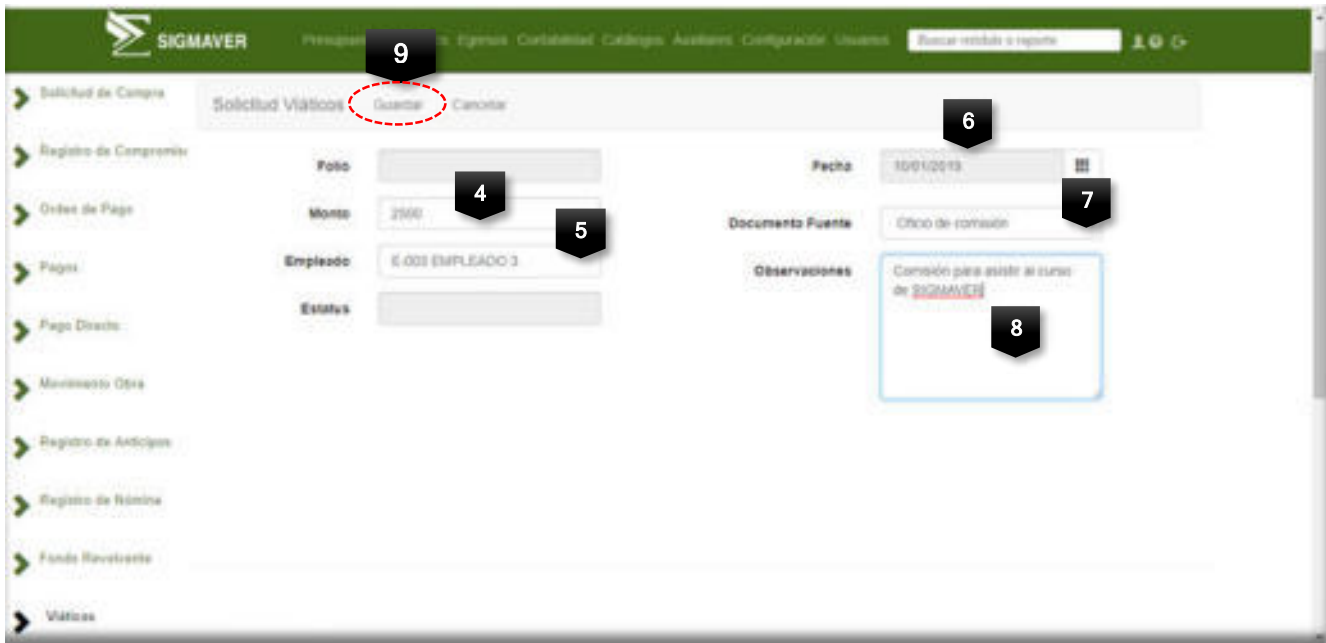 SIGMAVER
Egresos Contabilidad Catálogos Auxiliares Configuración Usuarios
Buscar módulo o reporte
9
Solicitud de Compra
Solicitud Viáticos Guardar Cancelar
6
Registro de Compromiso
Folio
Fecha 10/01/2019
4
7
Orden de Pago
Monto 2500
5
Documento Fuente Oficio de comisión
Pagos
Empleado E-003 EMPLEADO 3
Observaciones Comisión para asistir al curso
de SIGMAVER
Estatus
8
Pago Directo
Movimiento Obra
Registro de Anticipos
Registro de Nómina
Fondo Revolvente
Viáticos